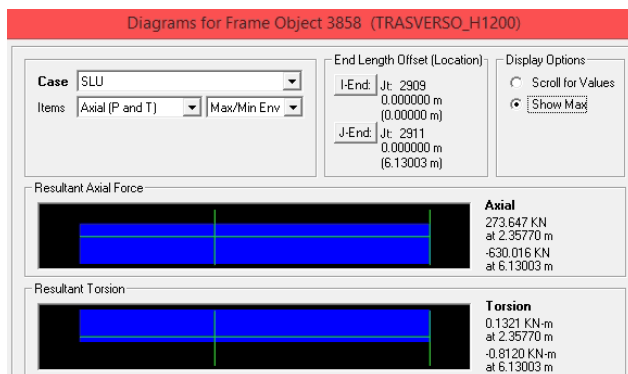 Diagrams for Frame Object 3858 (TRASVERSO_H1200)
Case SLU
Items Axial (P and T) Max/Min Env
End Length Offset (Location)
I-End: Jt: 2909
0.000000 m
(0.00000 m)
J-End: Jt: 2911
0.000000 m
(6.13003 m)
Display Options
Scroll for Values
Show Max
Resultant Axial Force
Axial
273.647 KN
at 2.35770 m
-630.016 KN
at 6.13003 m
Resultant Torsion
Torsion
0.1321 KN-m
at 2.35770 m
-0.8120 KN-m
at 6.13003 m